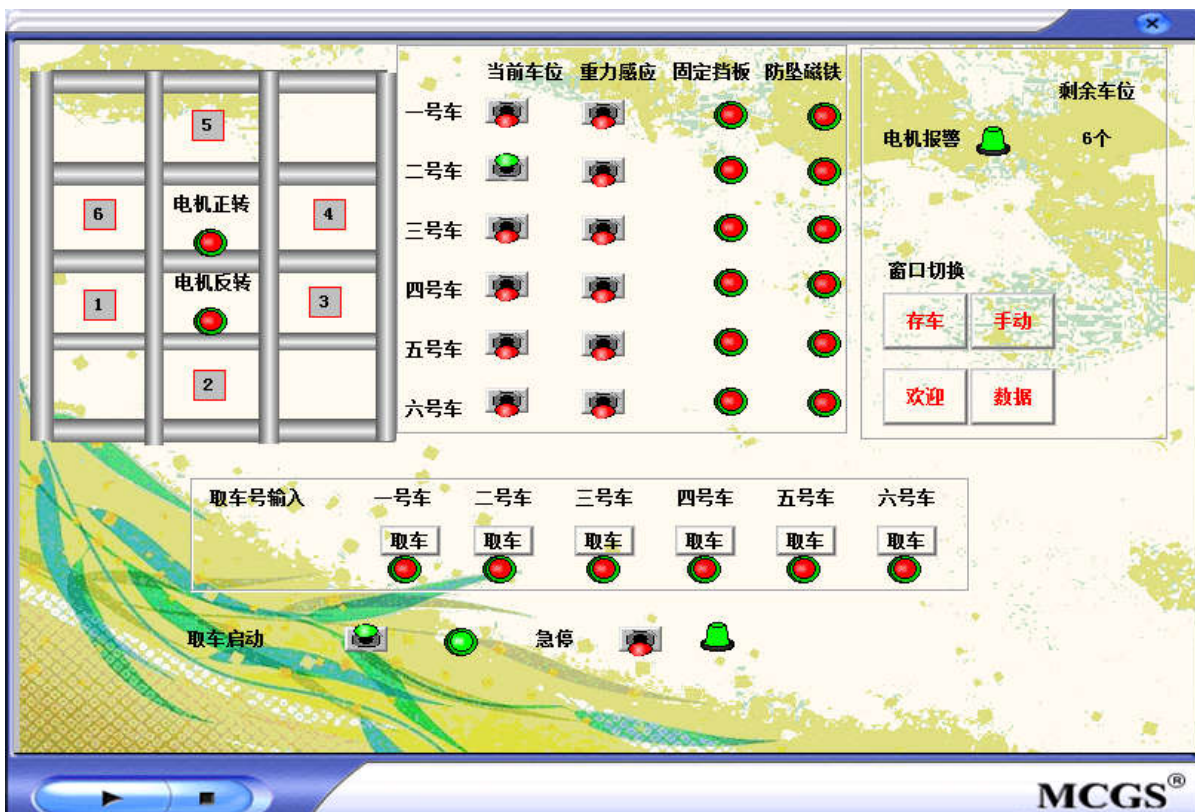 5
6
电机正转
4
1
电机反转
3
2
当前车位 重力感应 固定挡板 防坠磁铁
一号车
二号车
三号车
四号车
五号车
六号车
剩余车位
电机报警 6个
窗口切换
存车 手动
欢迎 数据
取车号输入 一号车 二号车 三号车 四号车 五号车 六号车
取车 取车 取车 取车 取车 取车
取车启动 急停
MCGS®